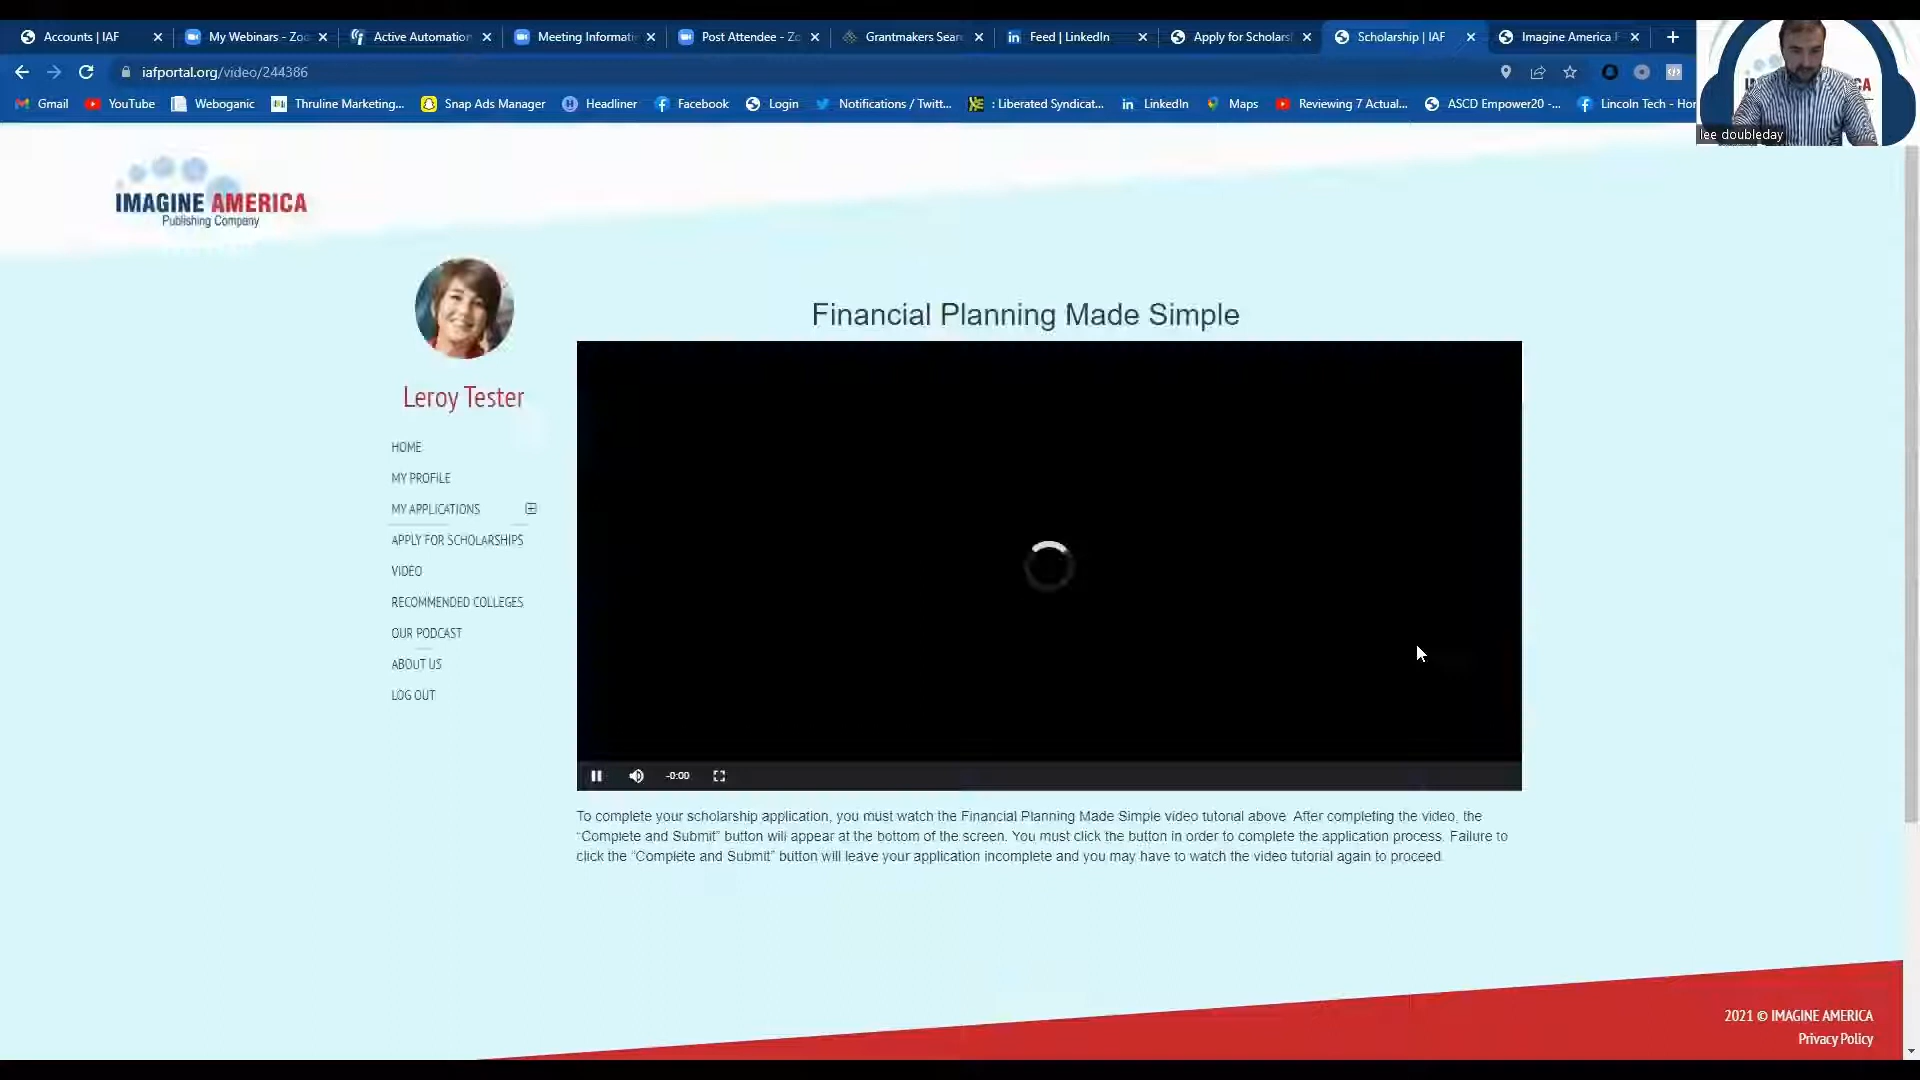 Accounts | IAF
My Webinars - Zoo
Active Automation
Meeting Informati
Post Attendee - Zo
Grantmakers Sear
Feed | LinkedIn
Apply for Scholars
Scholarship | IAF
Imagine America F
iafportal.org/video/244386
Gmail
YouTube
Weboganic
Thruline Marketing...
Snap Ads Manager
Headliner
Facebook
Login
Notifications / Twitt...
: Liberated Syndicat...
LinkedIn
Maps
Reviewing 7 Actual...
ASCD Empower20 -...
Lincoln Tech - Hor
lee doubleday
IMAGINE AMERICA
Publishing Company
Financial Planning Made Simple
Leroy Tester
HOME
MY PROFILE
MY APPLICATIONS
APPLY FOR SCHOLARSHIPS
VIDEO
RECOMMENDED COLLEGES
OUR PODCAST
ABOUT US
LOG OUT
-0:00
To complete your scholarship application, you must watch the Financial Planning Made Simple video tutorial above. After completing the video, the
"Complete and Submit" button will appear at the bottom of the screen. You must click the button in order to complete the application process. Failure to
click the "Complete and Submit" button will leave your application incomplete and you may have to watch the video tutorial again to proceed.
2021 © IMAGINE AMERICA
Privacy Policy